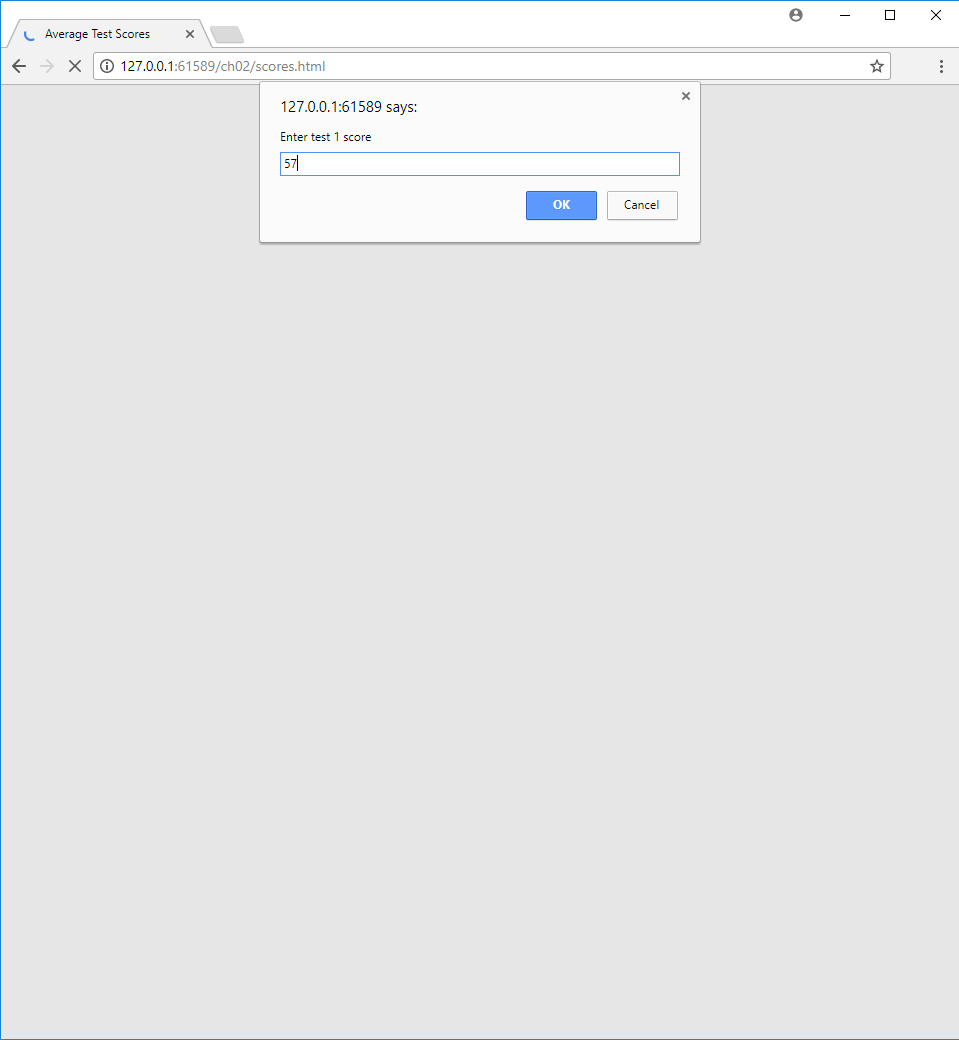 Average Test Scores
127.0.0.1:61589/ch02/scores.html
127.0.0.1:61589 says:
Enter test 1 score
57
OK Cancel